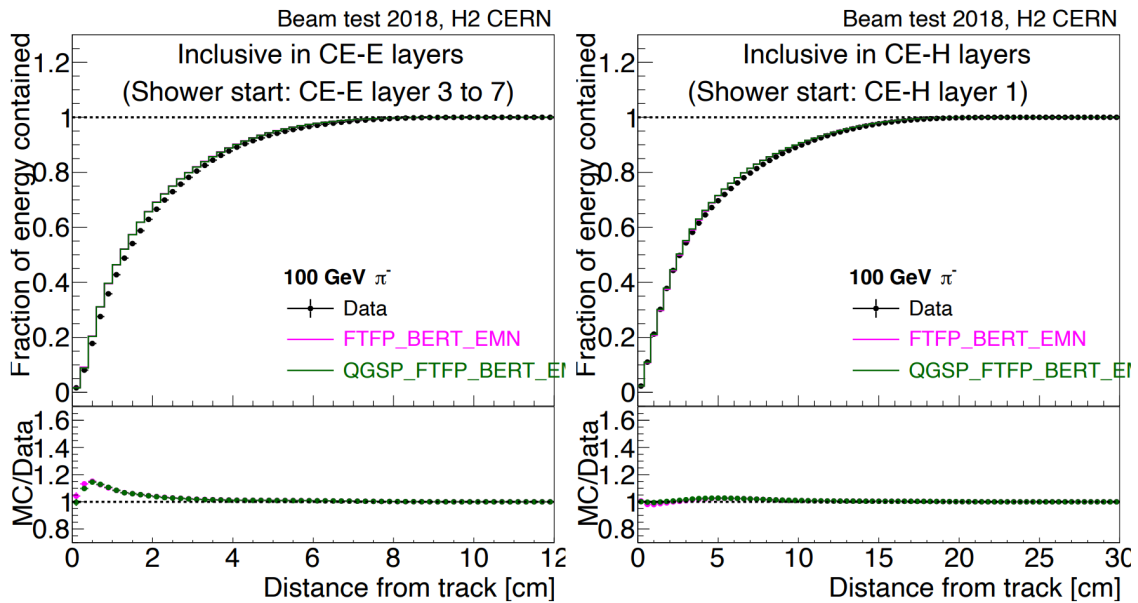 Beam test 2018, H2 CERN
Inclusive in CE-E layers
(Shower start: CE-E layer 3 to 7)
Fraction of energy contained
1.2
1
0.8
0.6
0.4
0.2
0
100 GeV π-
Data
FTFP_BERT_EMN
QGSP_FTFP_BERT_EM
MC/Data
1.6
1.4
1.2
1
0.8
0 2 4 6 8 10 12
Distance from track [cm]
Beam test 2018, H2 CERN
Inclusive in CE-H layers
(Shower start: CE-H layer 1)
Fraction of energy contained
1.2
1
0.8
0.6
0.4
0.2
0
100 GeV π-
Data
FTFP_BERT_EMN
QGSP_FTFP_BERT_EM
MC/Data
1.6
1.4
1.2
1
0.8
0 5 10 15 20 25 30
Distance from track [cm]